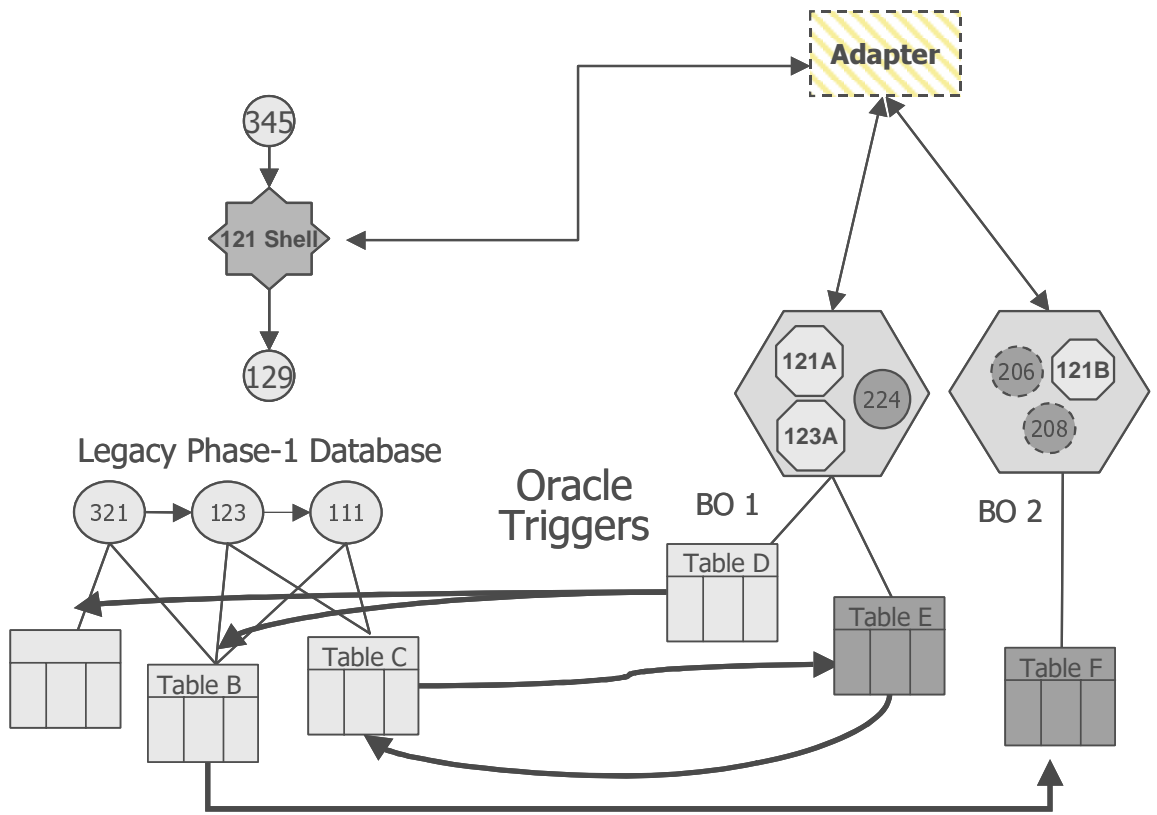 Adapter
345
121 Shell
129
121A
224
123A
206
121B
208
Legacy Phase-1 Database
321
123
111
Oracle
Triggers
BO 1
BO 2
Table D
Table E
Table C
Table F
Table B